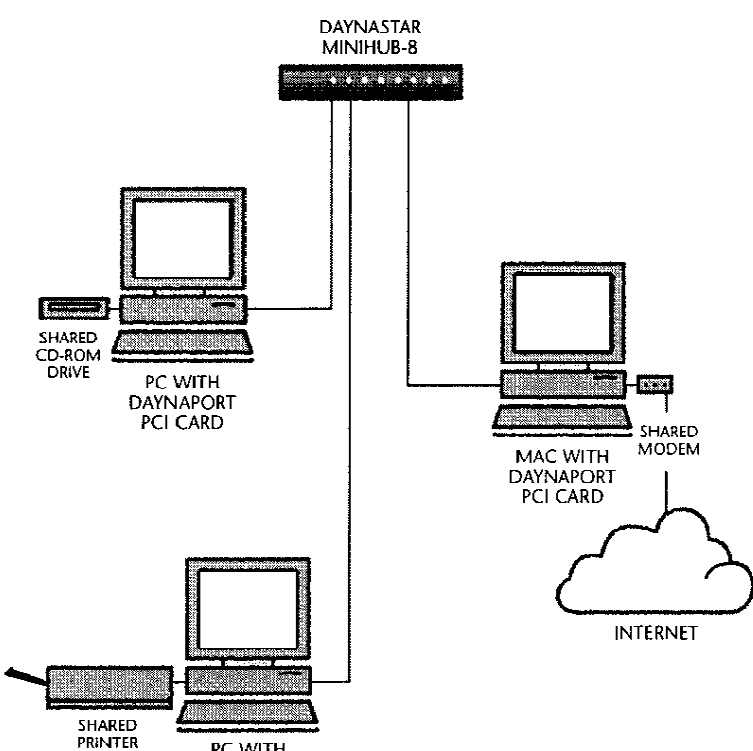 DAYNASTAR
MINIHUB-8
SHARED
CD-ROM
DRIVE
PC WITH
DAYNAPORT
PCI CARD
SHARED
MODEM
MAC WITH
DAYNAPORT
PCI CARD
INTERNET
SHARED
PRINTER
PC WITH